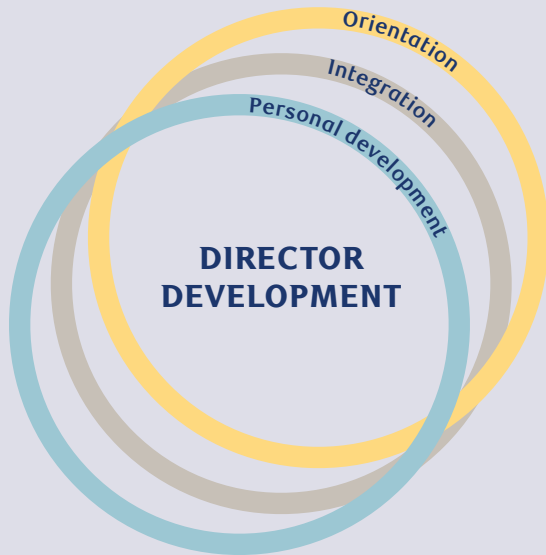 Orientation
Integration
Personal development
DIRECTOR
DEVELOPMENT